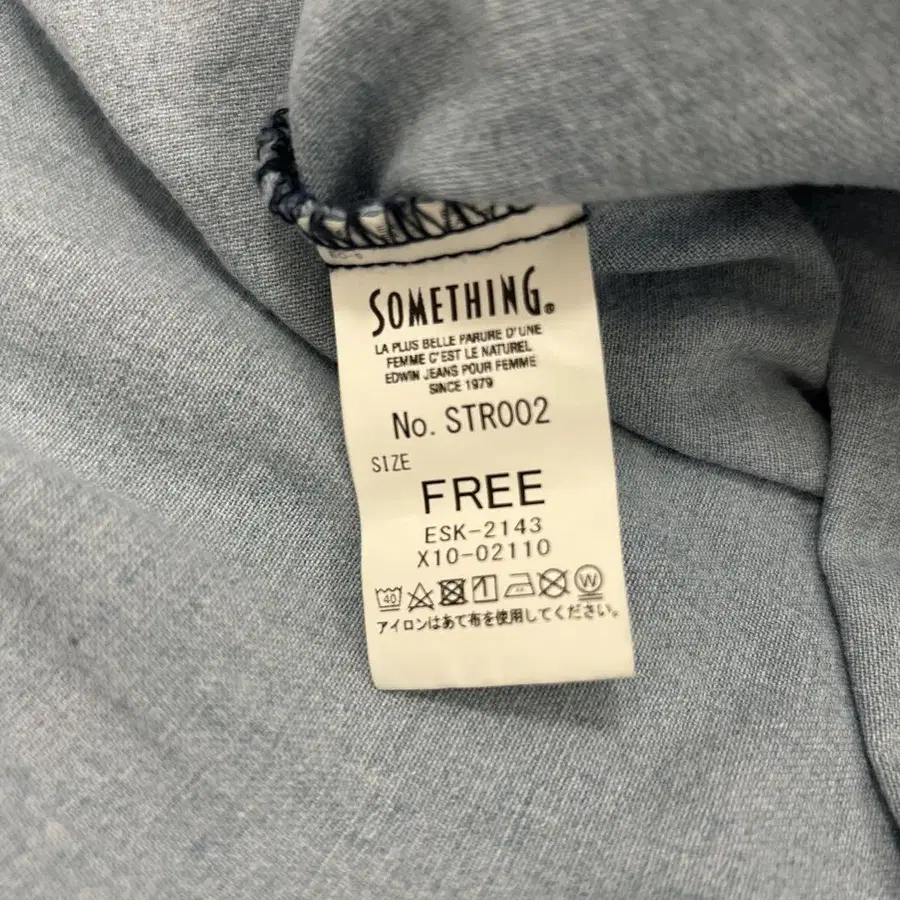 SOMETHING®
LA PLUS BELLE PARURE D'UNE
FEMME C'EST LE NATUREL
EDWIN JEANS POUR FEMME
SINCE 1979
No. STR002
SIZE
FREE
ESK-2143
X10-02110
40 W
アイロンはあて布を使用してください。